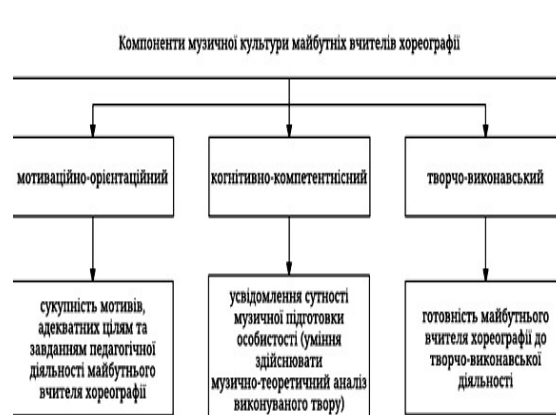 Компоненти музичної культури майбутніх вчителів хореографії
мотиваційно-орієнтаційний
когнітивно-компетентнісний
творчо-виконавський
сукупність мотивів,
адекватних цілям та
завданням педагогічної
діяльності майбутнього
вчителя хореографії
усвідомлення сутності
музичної підготовки
особистості (уміння
здійснювати
музично-теоретичний аналіз
виконуваного твору)
готовність майбутнього
вчителя хореографії до
творчо-виконавської
діяльності